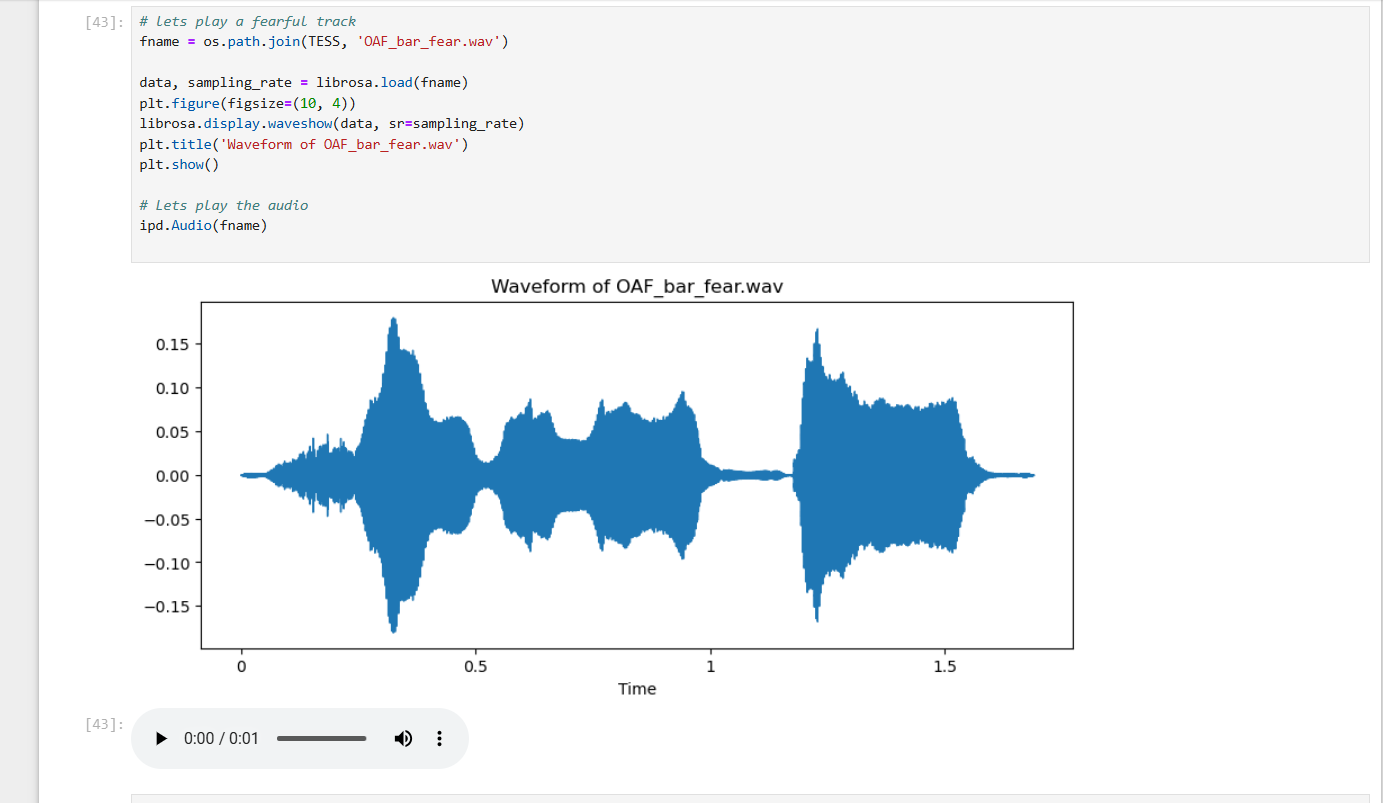 [43]:
# Lets play a fearful track
fname = os.path.join(TESS, 'OAF_bar_fear.wav')
data, sampling_rate = librosa.load(fname)
plt.figure(figsize=(10, 4))
librosa.display.waveshow(data, sr=sampling_rate)
plt.title('Waveform of OAF_bar_fear.wav')
plt.show()
# Lets play the audio
ipd.Audio(fname)
Waveform of OAF_bar_fear.wav
0.15
0.10
0.05
0.00
−0.05
−0.10
−0.15
0 0.5 1 1.5
Time
[43]:
0:00 / 0:01